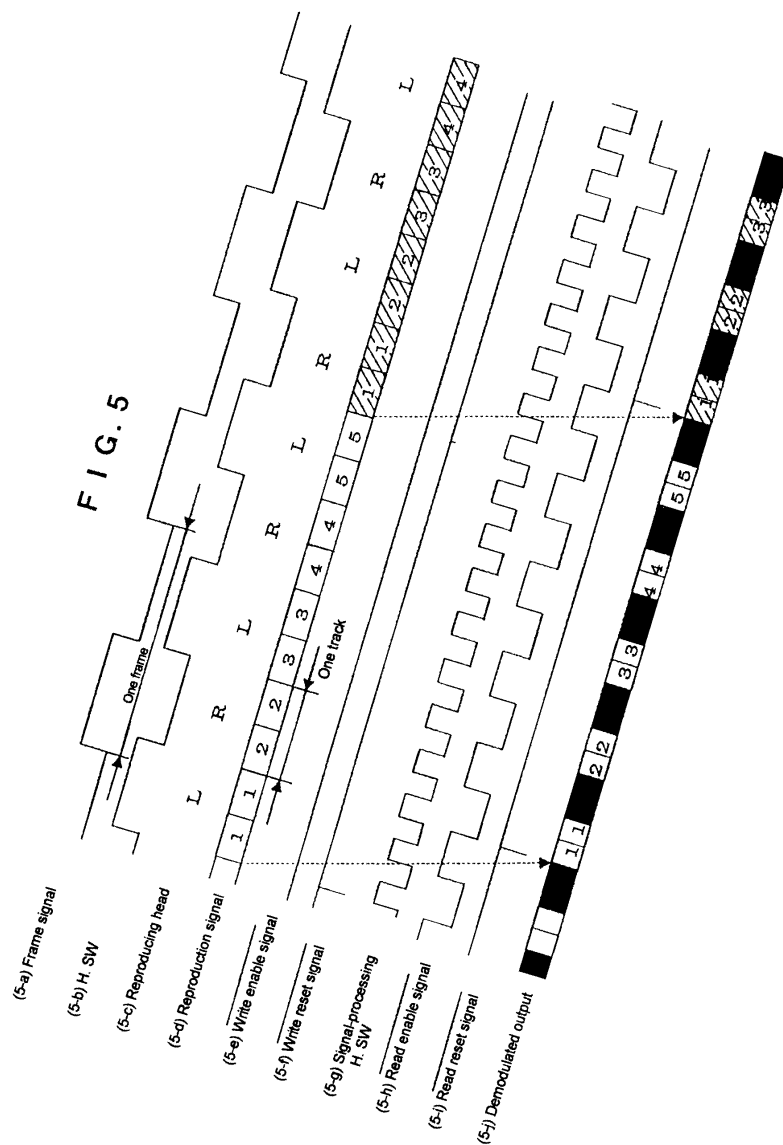 FIG. 5
(5-a) Frame signal
One frame
(5-b) H. SW
(5-c) Reproducing head
L R L R L R L R L
(5-d) Reproduction signal
1 1 2 2 3 3 4 4 5 5 1 1 2 2 3 3 4 4
One track
(5-e) Write enable signal
(5-f) Write reset signal
(5-g) Signal-processing
H. SW
(5-h) Read enable signal
(5-i) Read reset signal
(5-j) Demodulated output
1 1 2 2 3 3 4 4 5 5 1 2 2 3 3